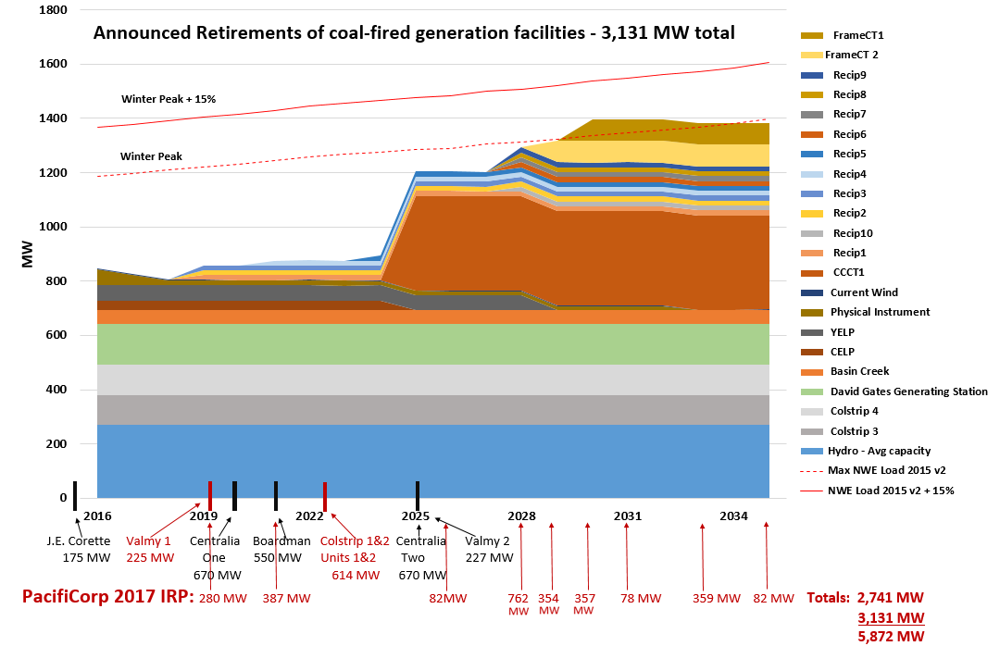 Announced Retirements of coal-fired generation facilities - 3,131 MW total
MW
1800
1600
1400
1200
1000
800
600
400
200
0
Winter Peak + 15%
Winter Peak
2016
2019
2022
2025
2028
2031
2034
FrameCT1
FrameCT 2
Recip9
Recip8
Recip7
Recip6
Recip5
Recip4
Recip3
Recip2
Recip10
Recip1
CCCT1
Current Wind
Physical Instrument
YELP
CELP
Basin Creek
David Gates Generating Station
Colstrip 4
Colstrip 3
Hydro - Avg capacity
Max NWE Load 2015 v2
NWE Load 2015 v2 + 15%
J.E. Corette
175 MW
Valmy 1
225 MW
Centralia
One
670 MW
Boardman
550 MW
Colstrip 1&2
Units 1&2
614 MW
Centralia
Two
670 MW
Valmy 2
227 MW
PacifiCorp 2017 IRP:
280 MW
387 MW
82MW
762
MW
354
MW
357
MW
78 MW
359 MW
82 MW
Totals: 2,741 MW
3,131 MW
5,872 MW